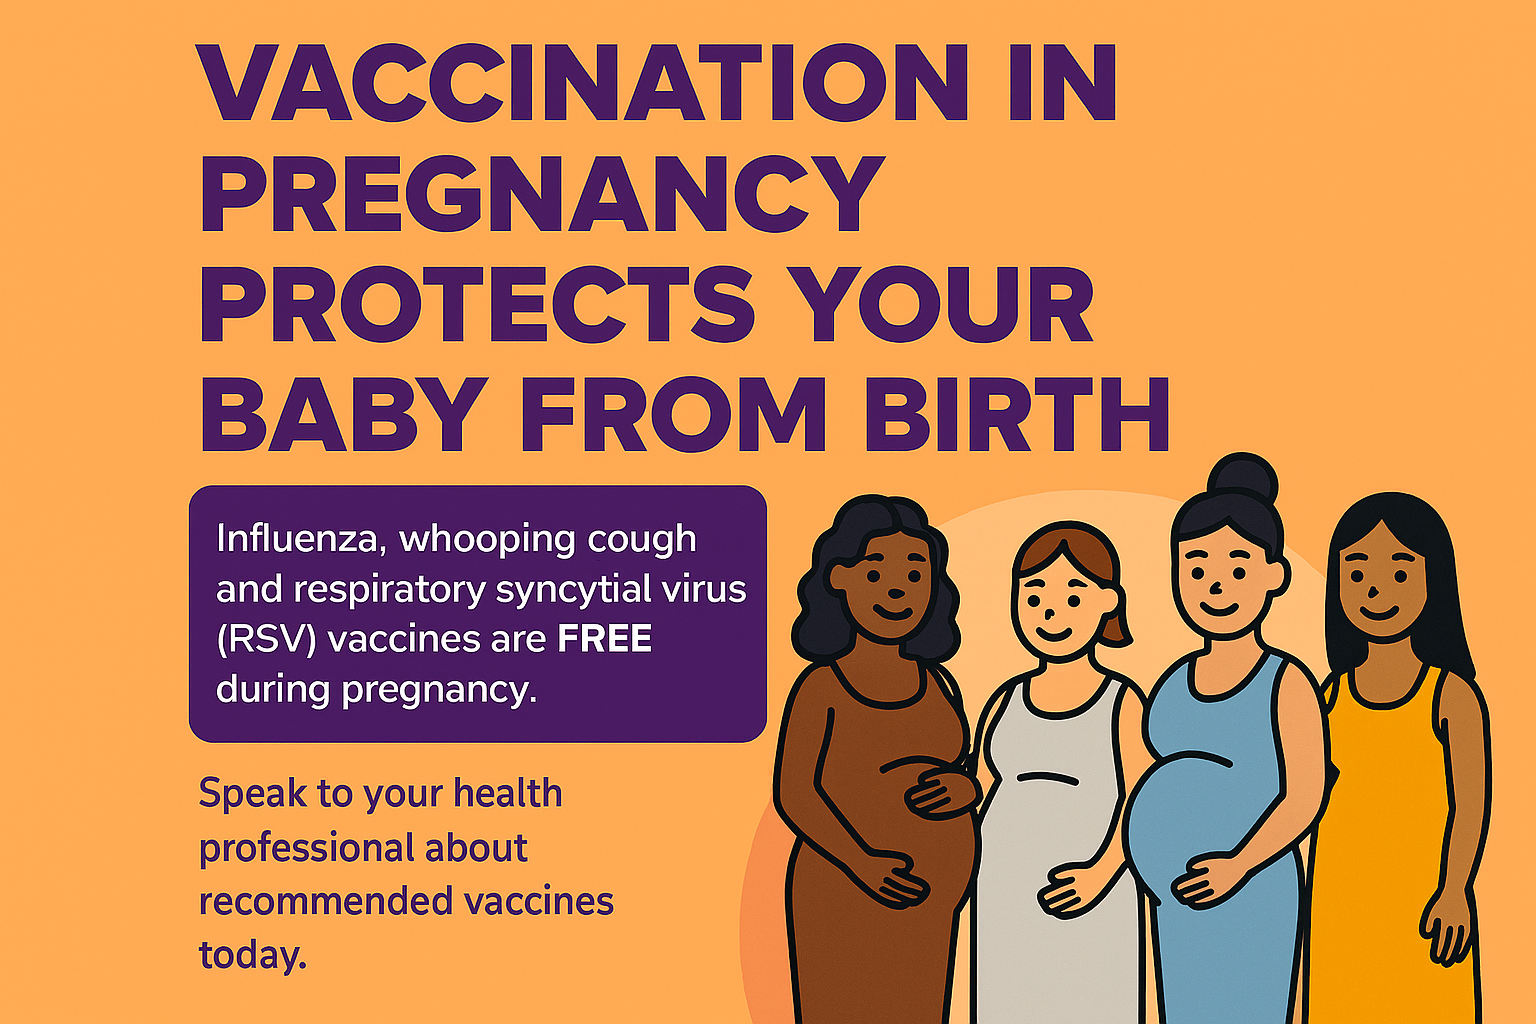 VACCINATION IN
PREGNANCY
PROTECTS YOUR
BABY FROM BIRTH
Influenza, whooping cough
and respiratory syncytial virus
(RSV) vaccines are FREE
during pregnancy.
Speak to your health
professional about
recommended vaccines
today.